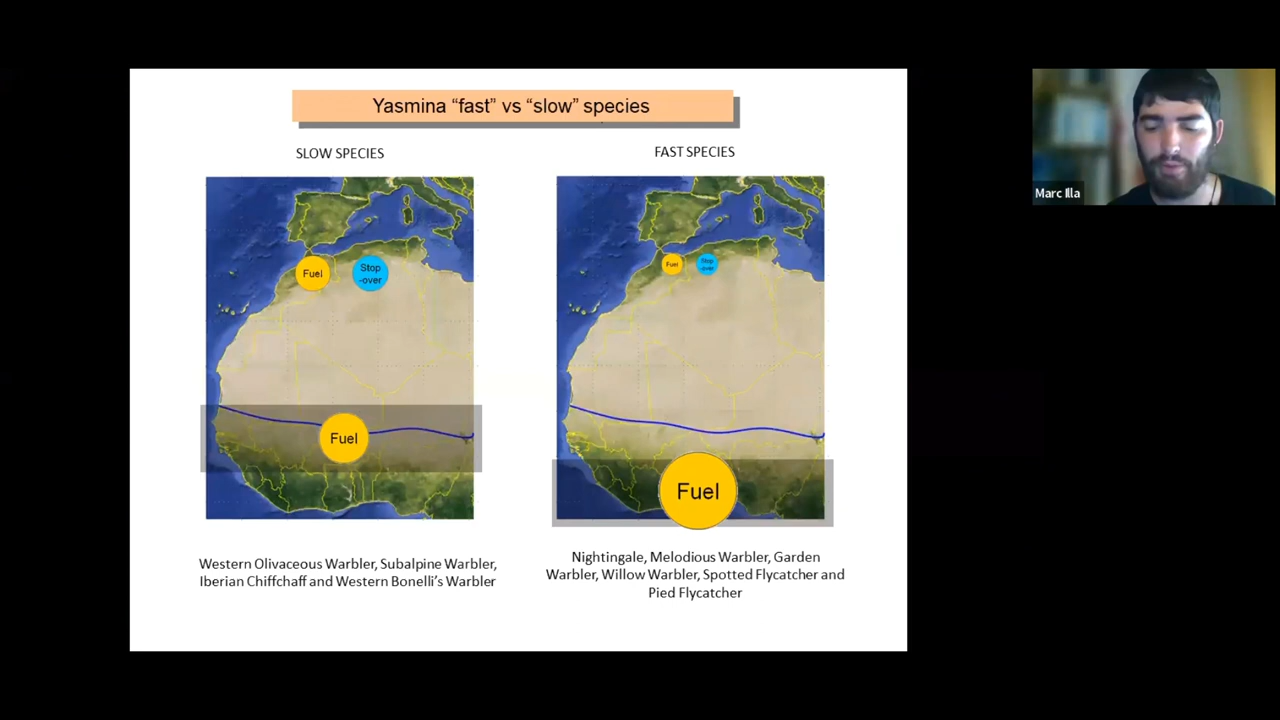 Yasmina “fast” vs “slow” species
SLOW SPECIES
FAST SPECIES
Fuel
Stop
-over
Fuel
Stop
-over
Fuel
Fuel
Western Olivaceous Warbler, Subalpine Warbler,
Iberian Chiffchaff and Western Bonelli’s Warbler
Nightingale, Melodious Warbler, Garden
Warbler, Willow Warbler, Spotted Flycatcher and
Pied Flycatcher
Marc Illa